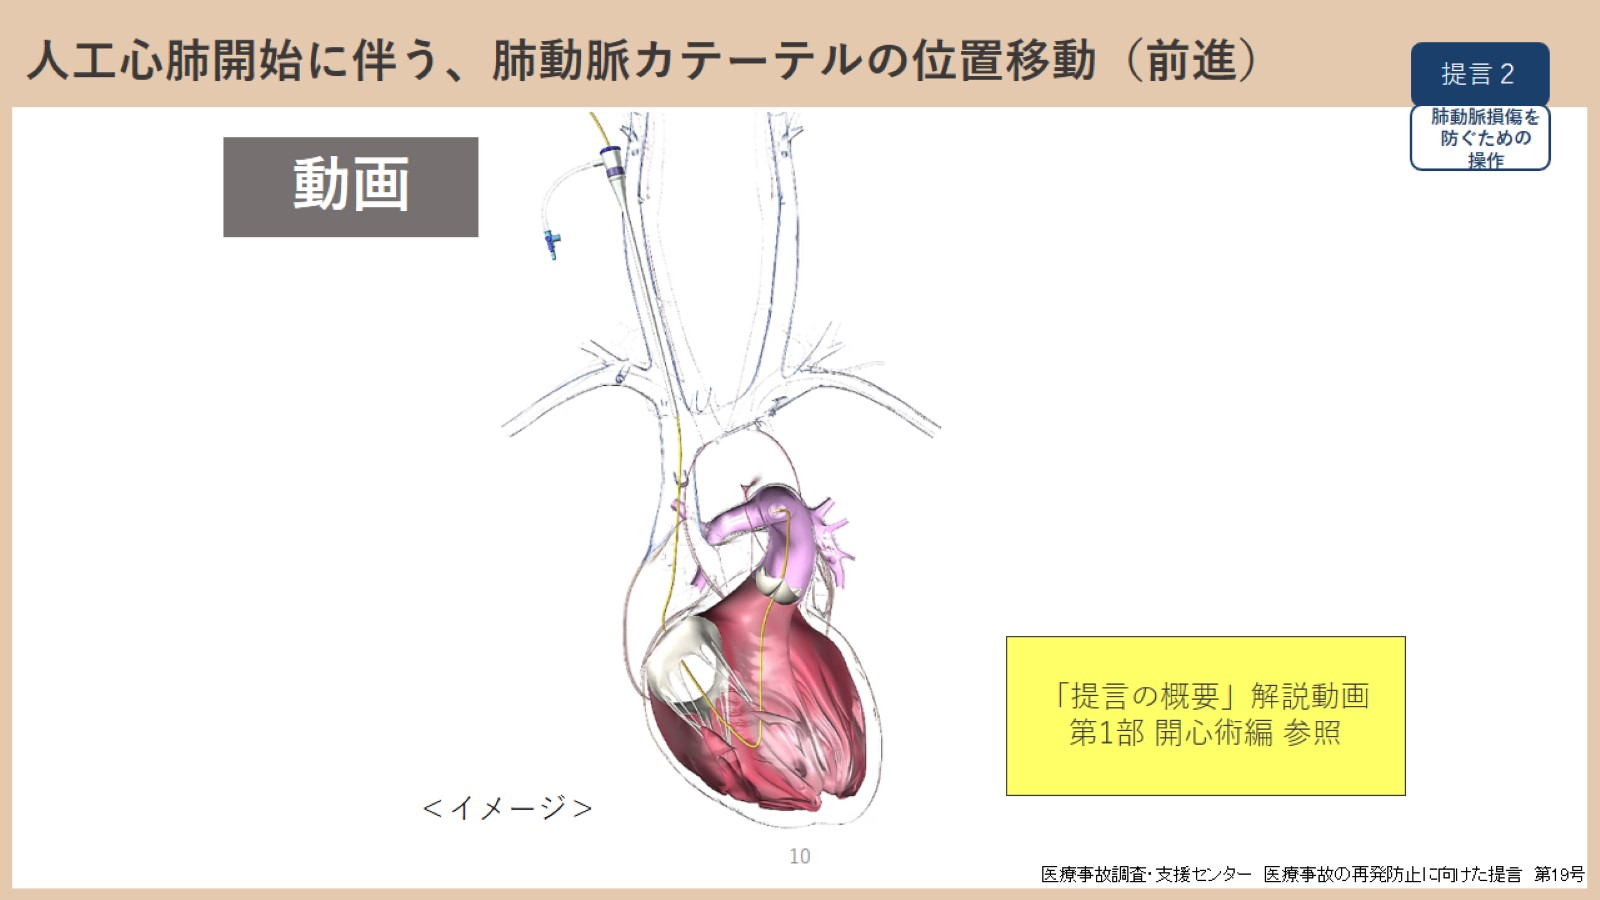 人工心肺開始に伴う、肺動脈カテーテルの位置移動（前進）
提言２
肺動脈損傷を
防ぐための
操作
動画
「提言の概要」解説動画
第1部 開心術編 参照
＜イメージ＞
10
医療事故調査・支援センター　医療事故の再発防止に向けた提言　第19号